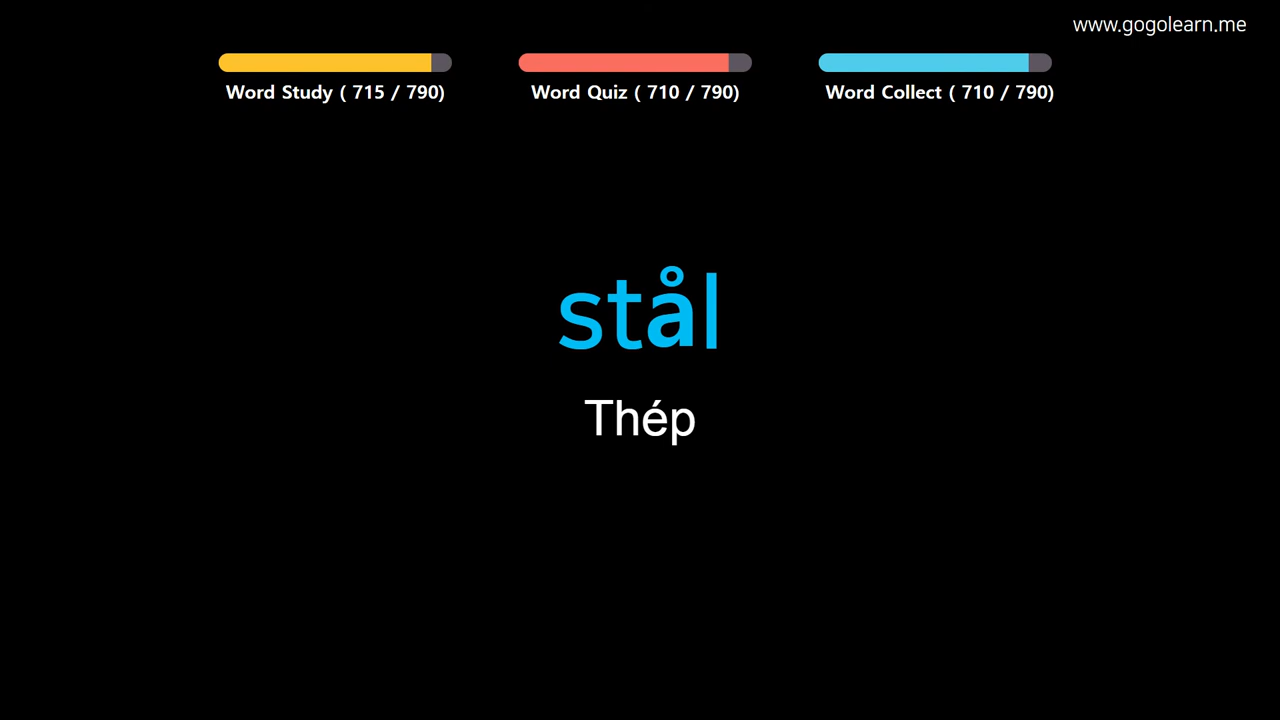 www.gogolearn.me
Word Study ( 715 / 790)
Word Quiz ( 710 / 790)
Word Collect ( 710 / 790)
stål
Thép